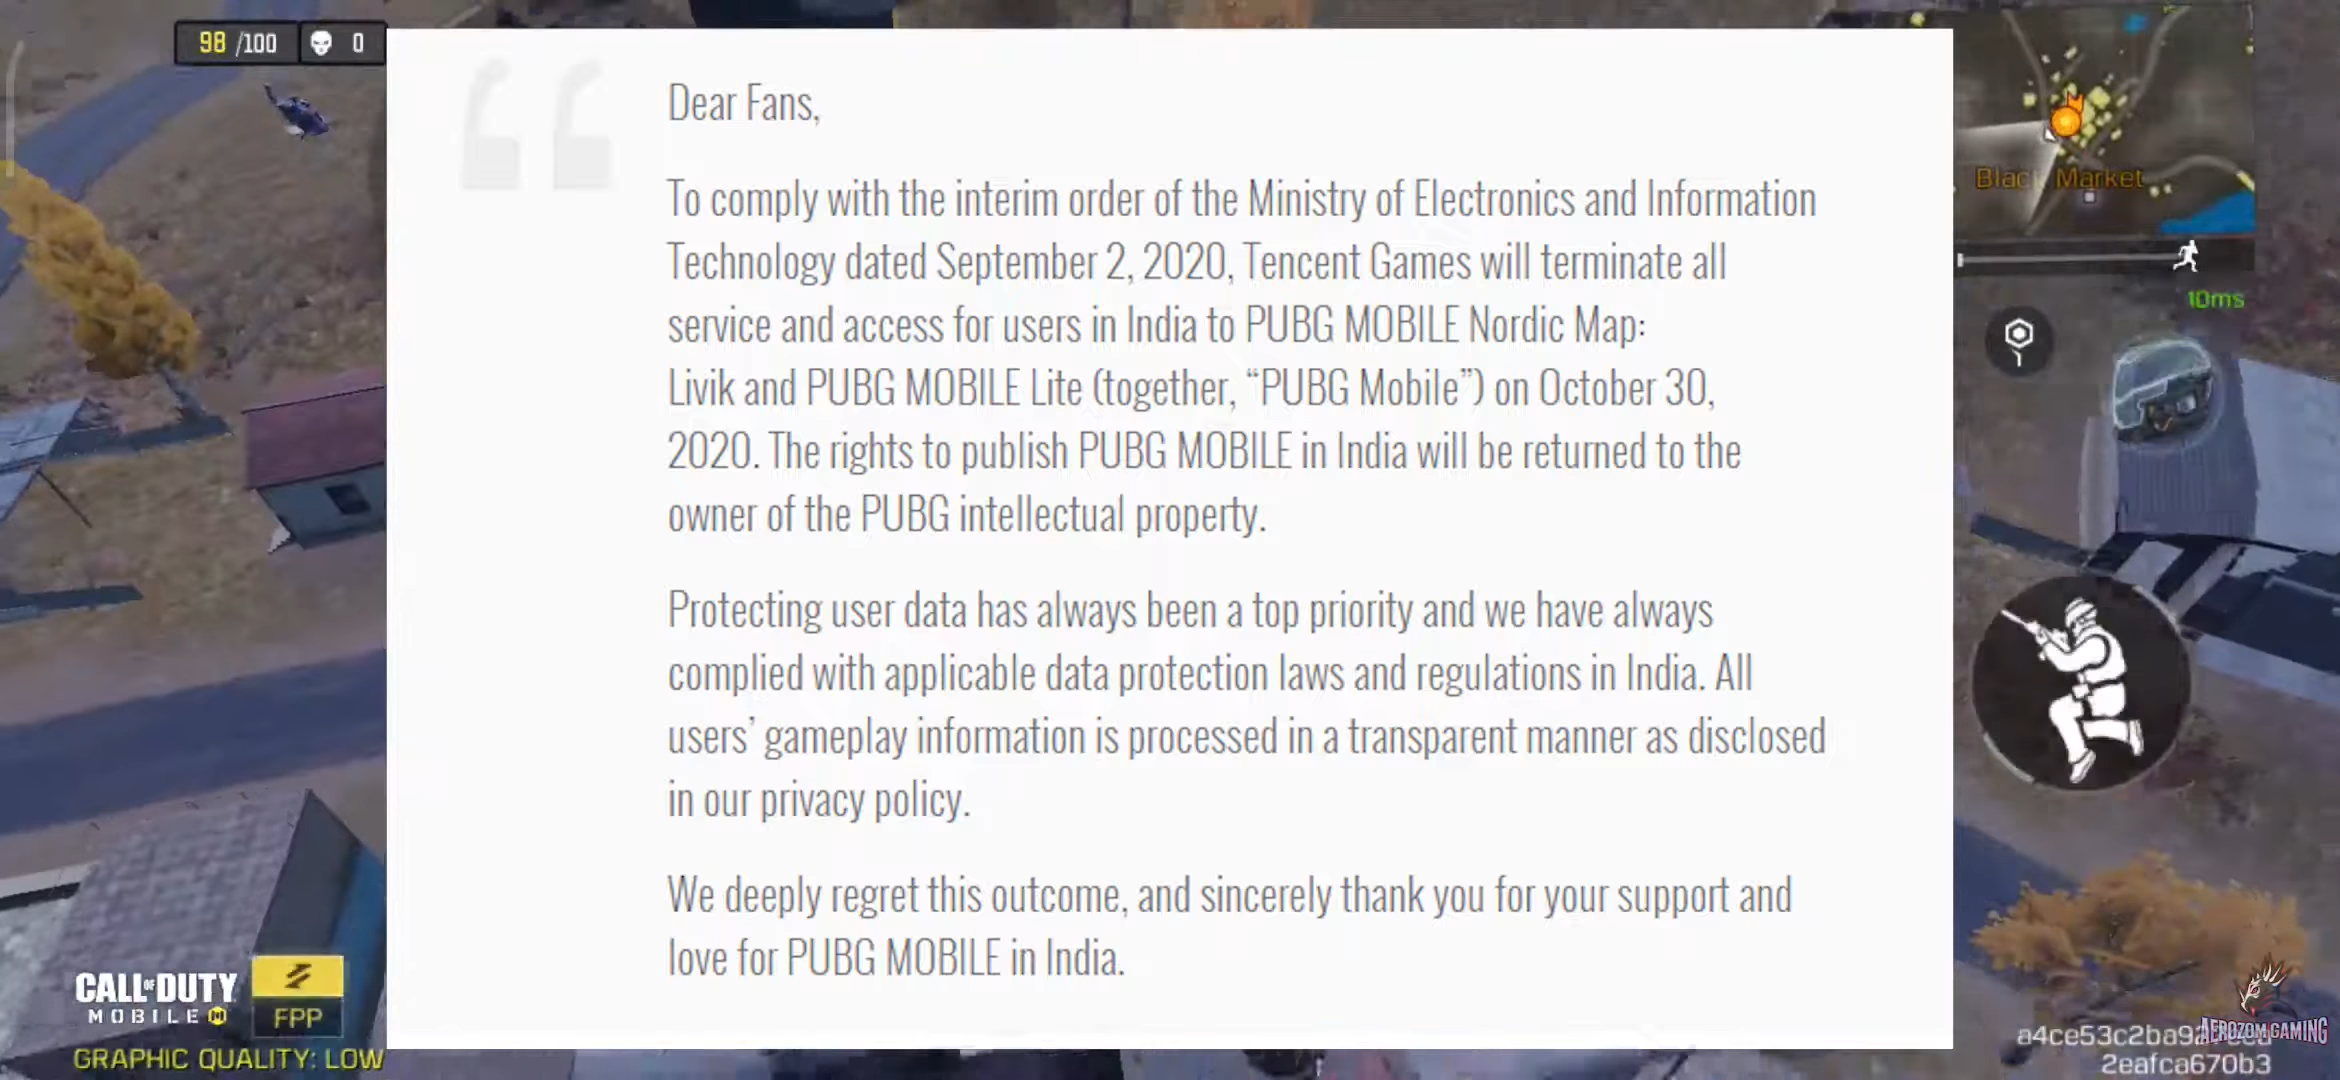 98 /100
0
Dear Fans,
To comply with the interim order of the Ministry of Electronics and Information
Technology dated September 2, 2020, Tencent Games will terminate all
service and access for users in India to PUBG MOBILE Nordic Map:
Livik and PUBG MOBILE Lite (together, “PUBG Mobile”) on October 30,
2020. The rights to publish PUBG MOBILE in India will be returned to the
owner of the PUBG intellectual property.
Protecting user data has always been a top priority and we have always
complied with applicable data protection laws and regulations in India. All
users’ gameplay information is processed in a transparent manner as disclosed
in our privacy policy.
We deeply regret this outcome, and sincerely thank you for your support and
love for PUBG MOBILE in India.
Black Market
10ms
CALL OF DUTY
MOBILE
FPP
GRAPHIC QUALITY: LOW
AEROZOM GAMING
2eafca670b3